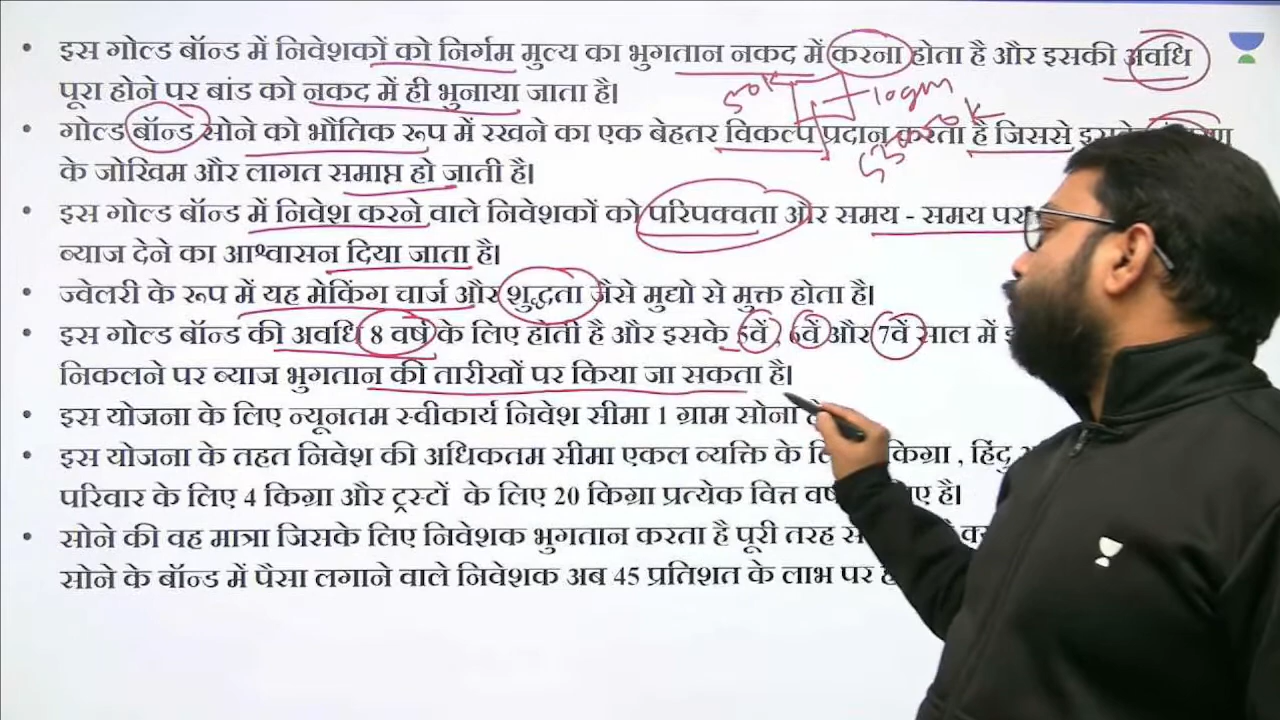 • इस गोल्ड बॉन्ड में निवेशकों को निर्गम मुल्य का भुगतान नकद में करना होता है और इसकी अवधि
पूरा होने पर बांड को नकद में ही भुनाया जाता है।
50K
10gm
• गोल्ड बॉन्ड सोने को भौतिक रूप में रखने का एक बेहतर विकल्प प्रदान करता है जिससे
के जोखिम और लागत समाप्त हो जाती है।
• इस गोल्ड बॉन्ड में निवेश करने वाले निवेशकों को परिपक्वता और समय - समय पर
ब्याज देने का आश्वासन दिया जाता है।
• ज्वेलरी के रूप में यह मेकिंग चार्ज और शुद्धता जैसे मुद्यो से मुक्त होता है।
• इस गोल्ड बॉन्ड की अवधि 8 वर्ष के लिए होती है और इसके 5वें , 6वें और 7वें साल में
निकलने पर ब्याज भुगतान की तारीखों पर किया जा सकता है।
• इस योजना के लिए न्यूनतम स्वीकार्य निवेश सीमा 1 ग्राम सोना है
• इस योजना के तहत निवेश की अधिकतम सीमा एकल व्यक्ति के किग्रा , हिंदु
परिवार के लिए 4 किग्रा और ट्रस्टों के लिए 20 किग्रा प्रत्येक वित्त है।
• सोने की वह मात्रा जिसके लिए निवेशक भुगतान करता है पूरी तरह
सोने के बॉन्ड में पैसा लगाने वाले निवेशक अब 45 प्रतिशत के लाभ पर